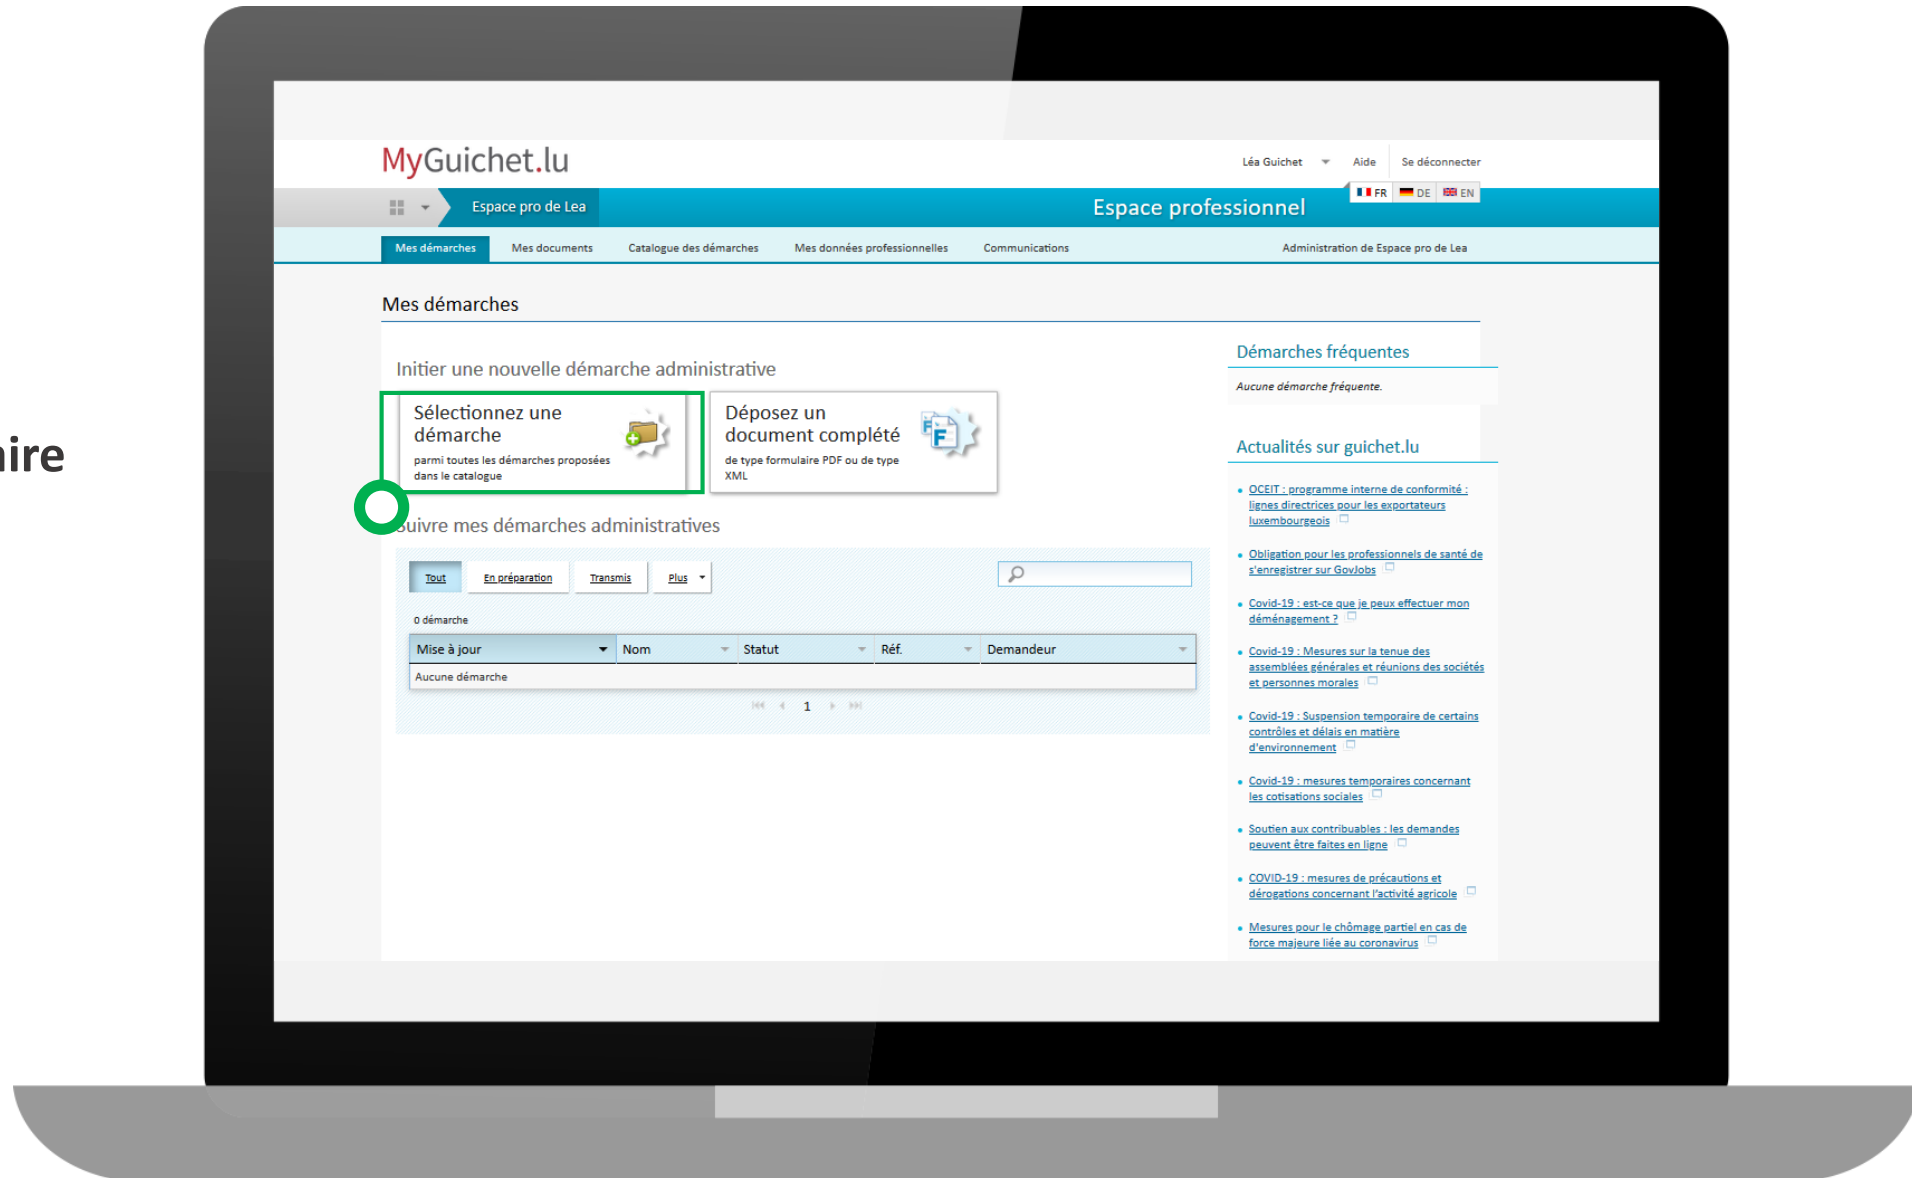 MyGuichet.lu
Léa Guichet
Aide
Se déconnecter
FR
DE
EN
Espace pro de Lea
Espace professionnel
Mes démarches
Mes documents
Catalogue des démarches
Mes données professionnelles
Communications
Administration de Espace pro de Lea
Mes démarches
Initier une nouvelle démarche administrative
Sélectionnez une
démarche
parmi toutes les démarches proposées
dans le catalogue
Déposez un
document complété
de type formulaire PDF ou de type
XML
aire
Suivre mes démarches administratives
Tout
En préparation
Transmis
Plus
0 démarche
Mise à jour
Nom
Statut
Réf.
Demandeur
Aucune démarche
1
Démarches fréquentes
Aucune démarche fréquente.
Actualités sur guichet.lu
OCEIT : programme interne de conformité :
lignes directrices pour les exportateurs
luxembourgeois
Obligation pour les professionnels de santé de
s'enregistrer sur GovJobs
Covid-19 : est-ce que je peux effectuer mon
déménagement ?
Covid-19 : Mesures sur la tenue des
assemblées générales et réunions des sociétés
et personnes morales
Covid-19 : Suspension temporaire de certains
contrôles et délais en matière
d'environnement
Covid-19 : mesures temporaires concernant
les cotisations sociales
Soutien aux contribuables : les demandes
peuvent être faites en ligne
COVID-19 : mesures de précautions et
dérogations concernant l'activité agricole
Mesures pour le chômage partiel en cas de
force majeure liée au coronavirus